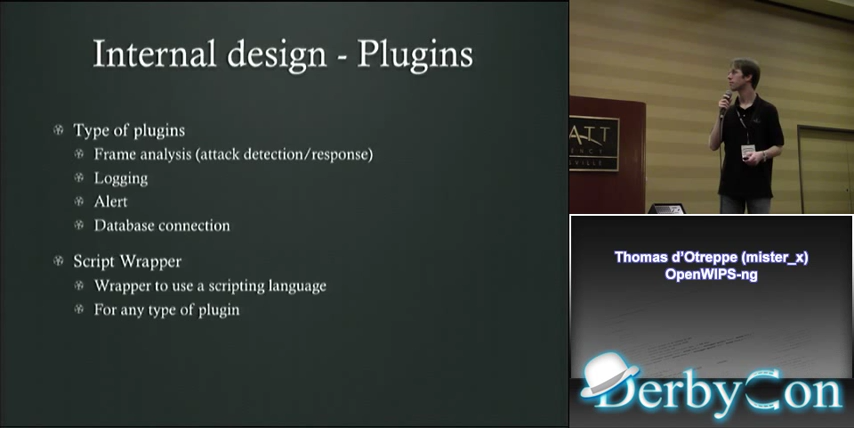 Internal design - Plugins
Type of plugins
Frame analysis (attack detection/response)
Logging
Alert
Database connection
Script Wrapper
Wrapper to use a scripting language
For any type of plugin
ATT
Thomas d'Otreppe (mister_x)
OpenWIPS-ng
DerbyCon